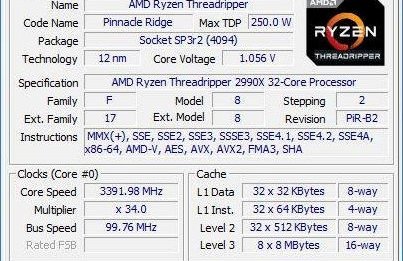 Name AMD Ryzen Threadripper
Code Name Pinnacle Ridge Max TDP 250.0 W
Package Socket SP3r2 (4094)
Technology 12 nm Core Voltage 1.056 V
AMD
RYZEN
THREADRIPPER
Specification AMD Ryzen Threadripper 2990X 32-Core Processor
Family F Model 8 Stepping 2
Ext. Family 17 Ext. Model 8 Revision PiR-B2
Instructions MMX(+), SSE, SSE2, SSE3, SSSE3, SSE4.1, SSE4.2, SSE4A,
x86-64, AMD-V, AES, AVX, AVX2, FMA3, SHA
Clocks (Core #0)
Core Speed 3391.98 MHz
Multiplier x 34.0
Bus Speed 99.76 MHz
Rated FSB
Cache
L1 Data 32 x 32 KBytes 8-way
L1 Inst. 32 x 64 KBytes 4-way
Level 2 32 x 512 KBytes 8-way
Level 3 8 x 8 MBytes 16-way